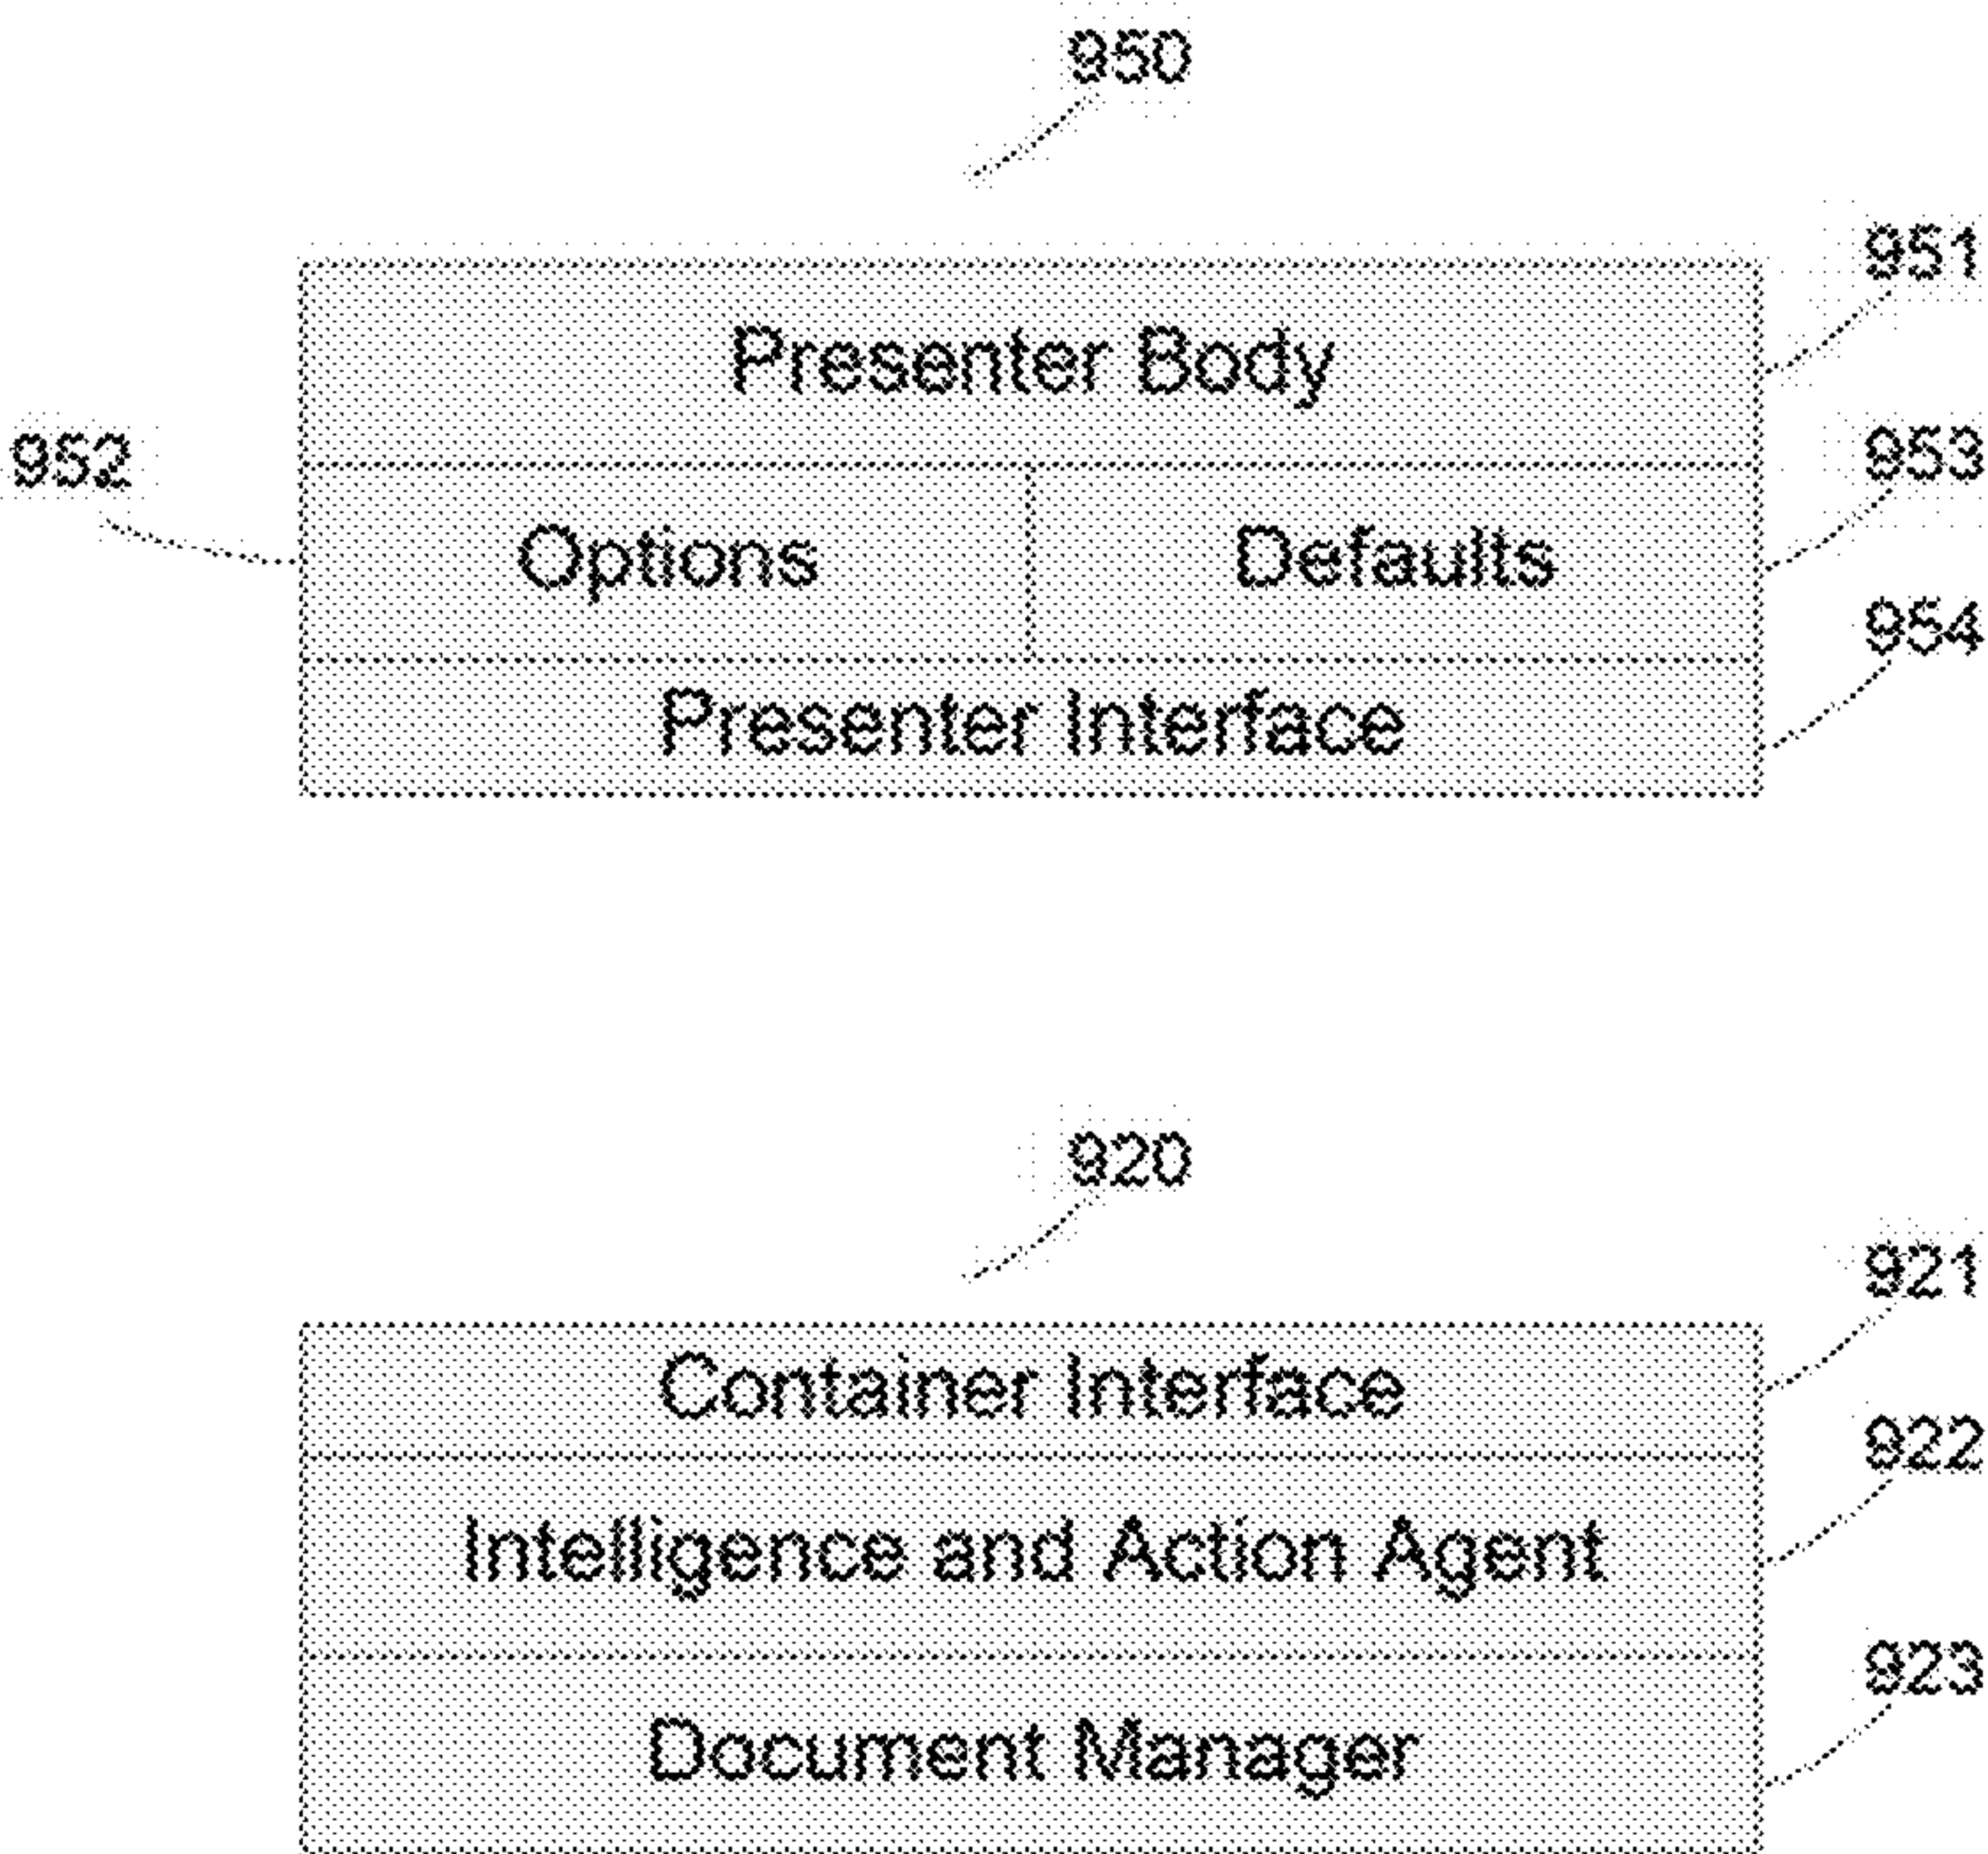 950
951
Presenter Body
952
953
Options
Defaults
954
Presenter Interface
920
921
Container Interface
922
Intelligence and Action Agent
923
Document Manager